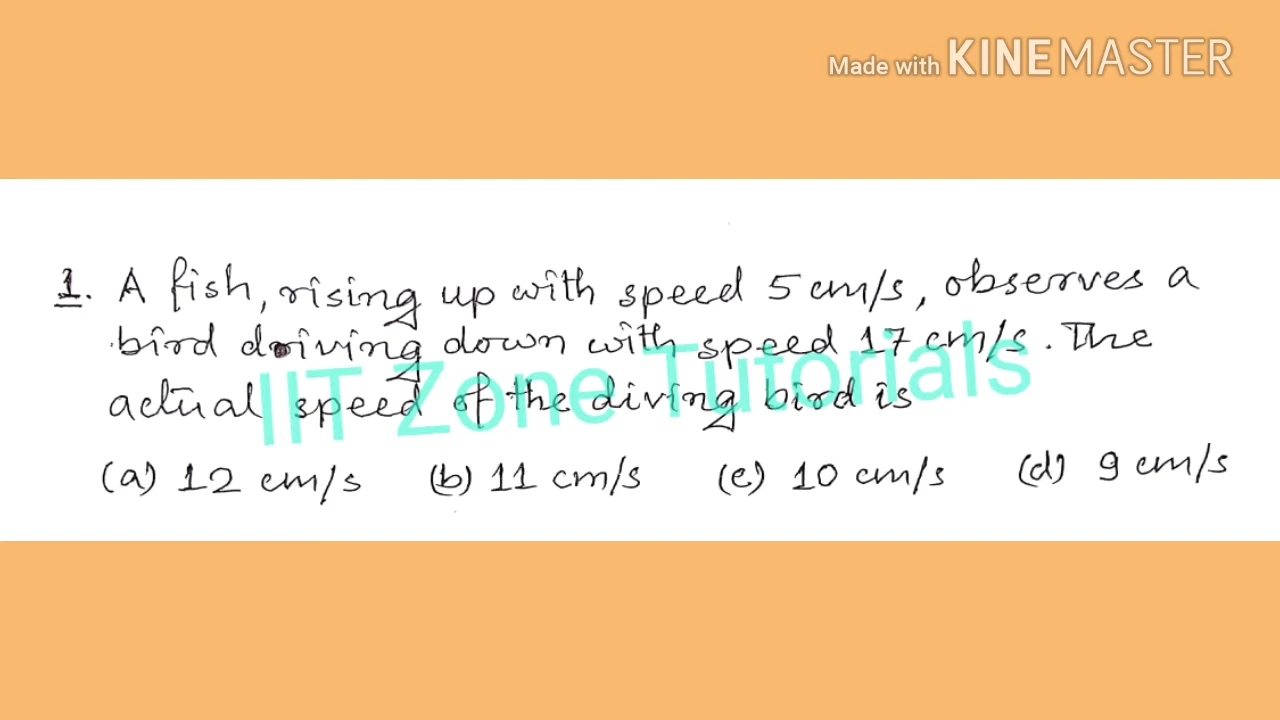 Made with KINEMASTER
1. A fish, rising up with speed 5 cm/s, observes a
bird driving down with speed 17 cm/s. The
actual speed of the diving bird is
IIT Zone Tutorials
(a) 12 cm/s (b) 11 cm/s (c) 10 cm/s (d) 9 cm/s